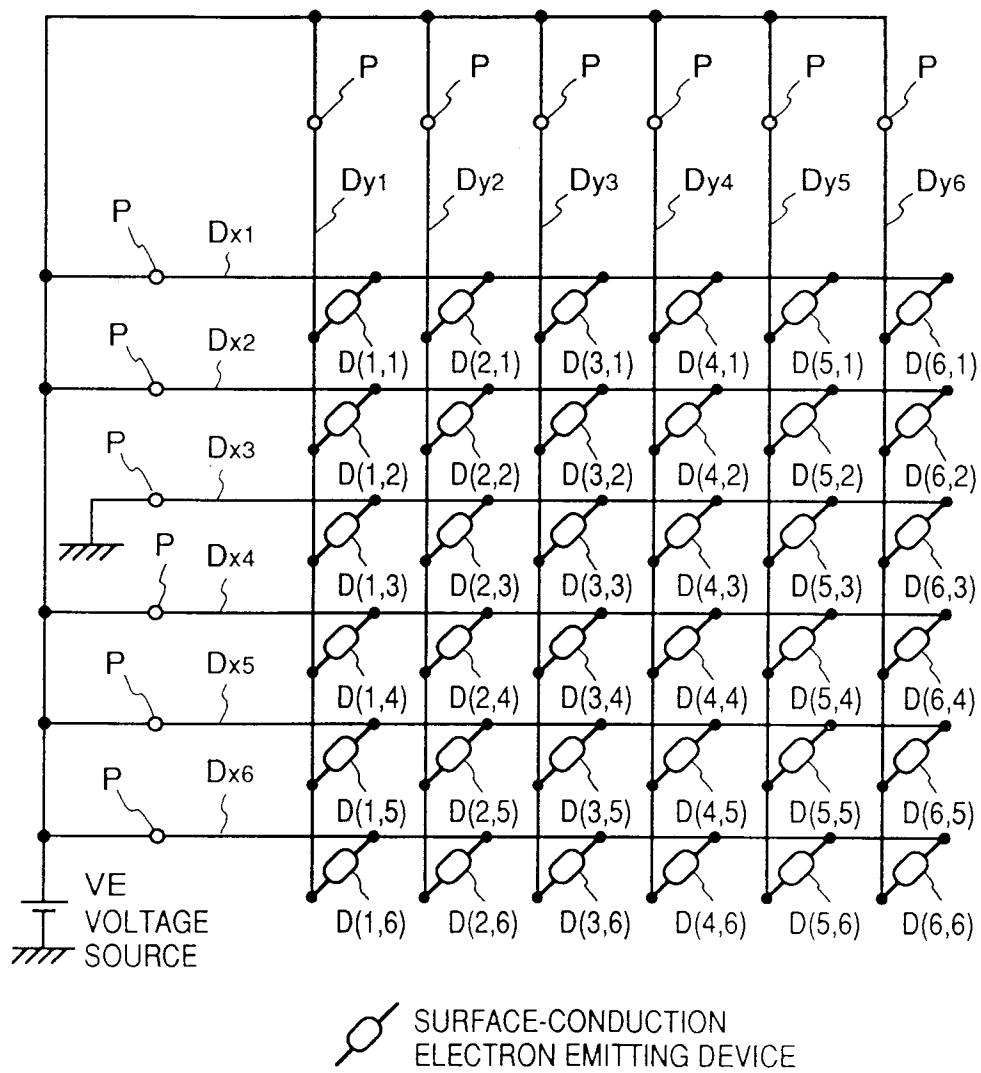 P P P P P P
Dy1 Dy2 Dy3 Dy4 Dy5 Dy6
P Dx1
D(1,1) D(2,1) D(3,1) D(4,1) D(5,1) D(6,1)
P Dx2
D(1,2) D(2,2) D(3,2) D(4,2) D(5,2) D(6,2)
P Dx3
D(1,3) D(2,3) D(3,3) D(4,3) D(5,3) D(6,3)
P Dx4
D(1,4) D(2,4) D(3,4) D(4,4) D(5,4) D(6,4)
P Dx5
D(1,5) D(2,5) D(3,5) D(4,5) D(5,5) D(6,5)
P Dx6
D(1,6) D(2,6) D(3,6) D(4,6) D(5,6) D(6,6)
VE
VOLTAGE
SOURCE
SURFACE-CONDUCTION
ELECTRON EMITTING DEVICE